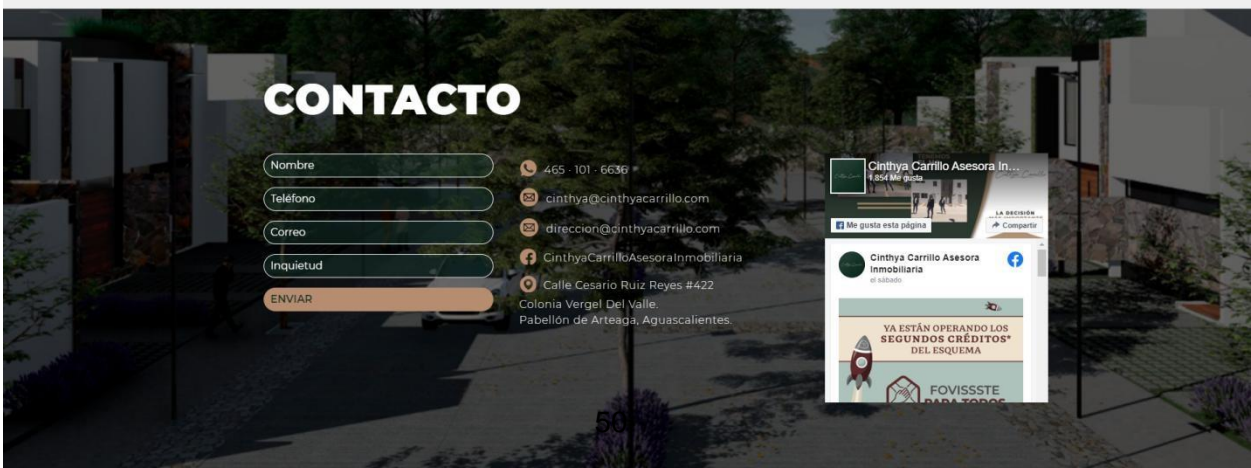 CONTACTO
Nombre
Teléfono
Correo
Inquietud
ENVIAR
465 - 101 - 6636
cinthya@cinthyacarrillo.com
direccion@cinthyacarrillo.com
CinthyaCarrilloAsesoraInmobiliaria
Calle Cesario Ruiz Reyes #422
Colonia Vergel Del Valle.
Pabellón de Arteaga, Aguascalientes.
Cinthya Carrillo Asesora In...
1.854 Me gusta
LA DECISIÓN
MÁS IMPORTANTE
Me gusta esta página
Compartir
Cinthya Carrillo Asesora
Inmobiliaria
el sábado
YA ESTÁN OPERANDO LOS
SEGUNDOS CRÉDITOS*
DEL ESQUEMA
FOVISSSTE
PARA TODOS
50